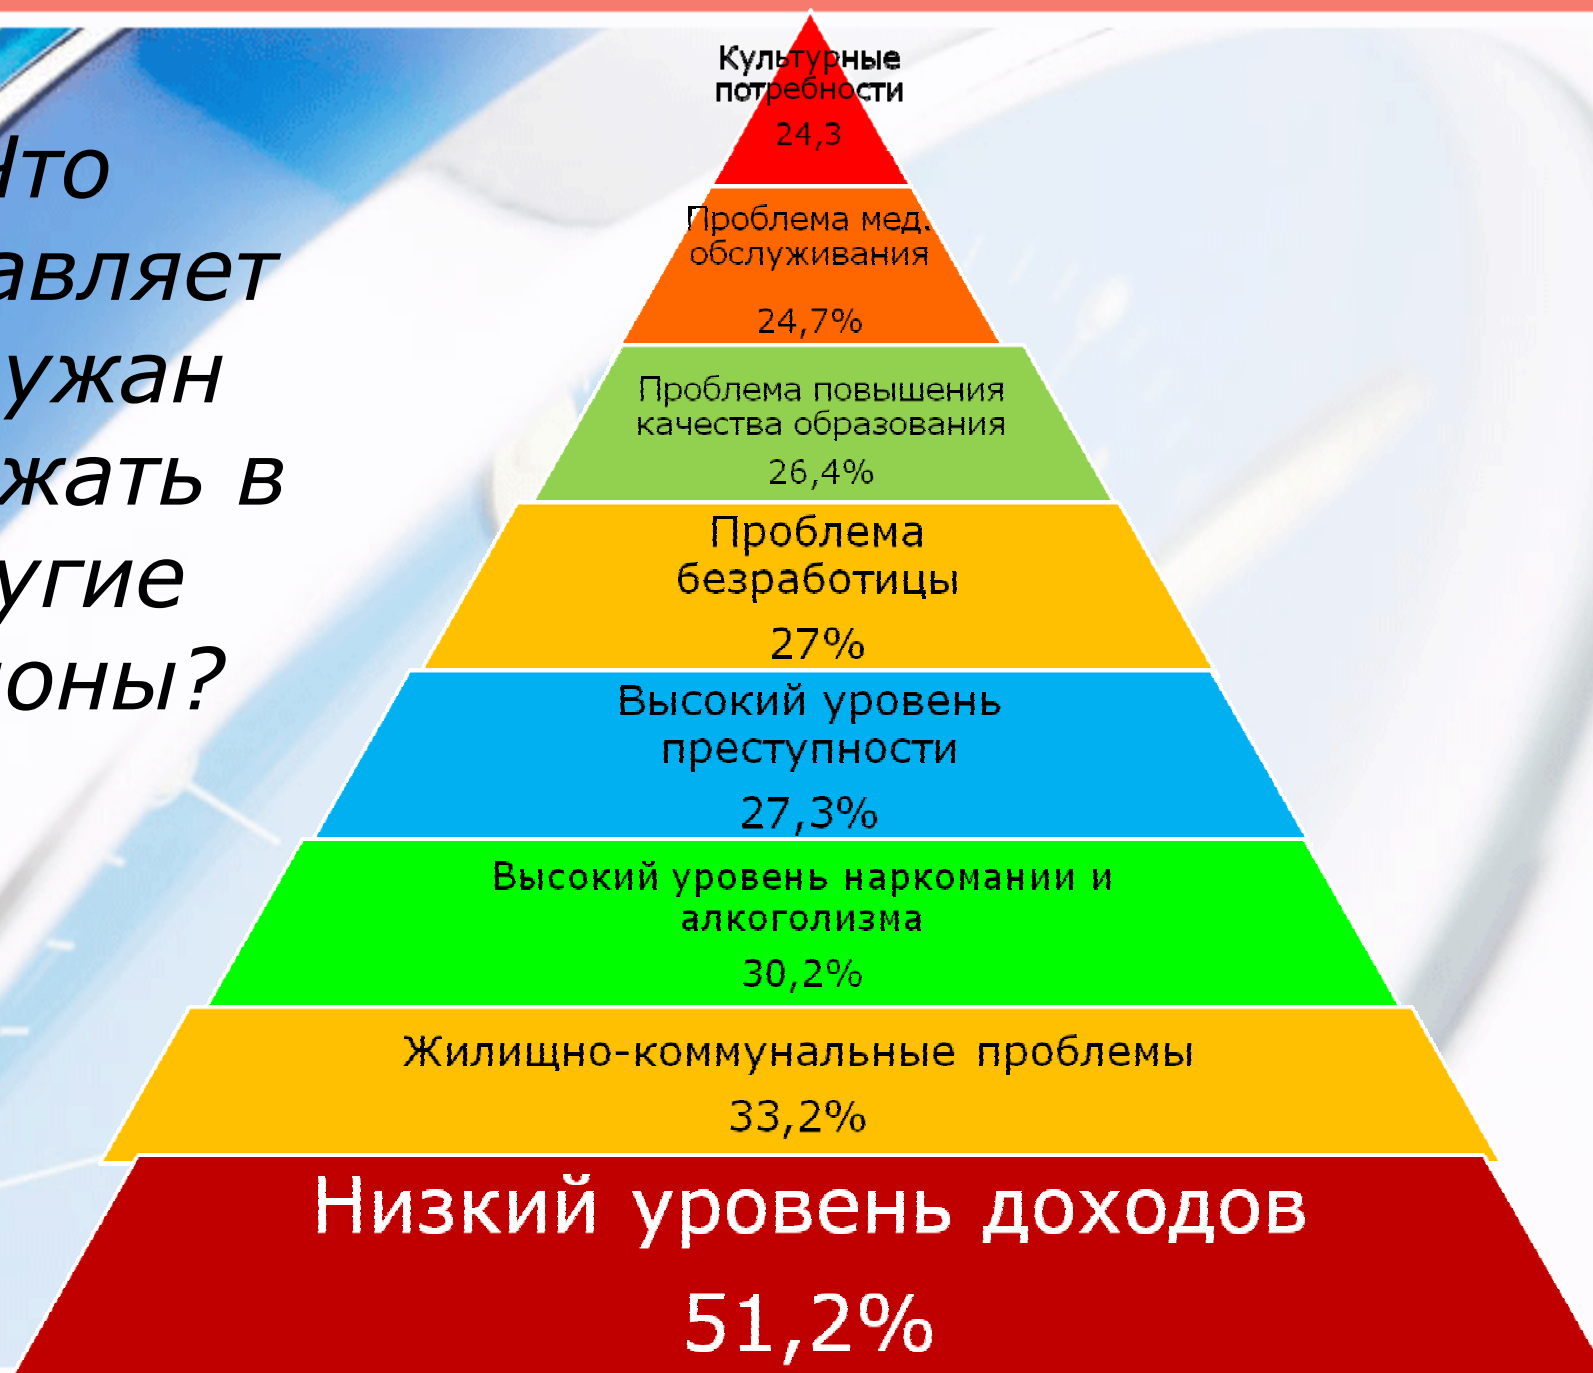 Что
авляет
ужан
жать в
угие
оны?
Культурные
потребности
24,3
Проблема мед.
обслуживания
24,7%
Проблема повышения
качества образования
26,4%
Проблема
безработицы
27%
Высокий уровень
преступности
27,3%
Высокий уровень наркомании и
алкоголизма
30,2%
Жилищно-коммунальные проблемы
33,2%
Низкий уровень доходов
51,2%